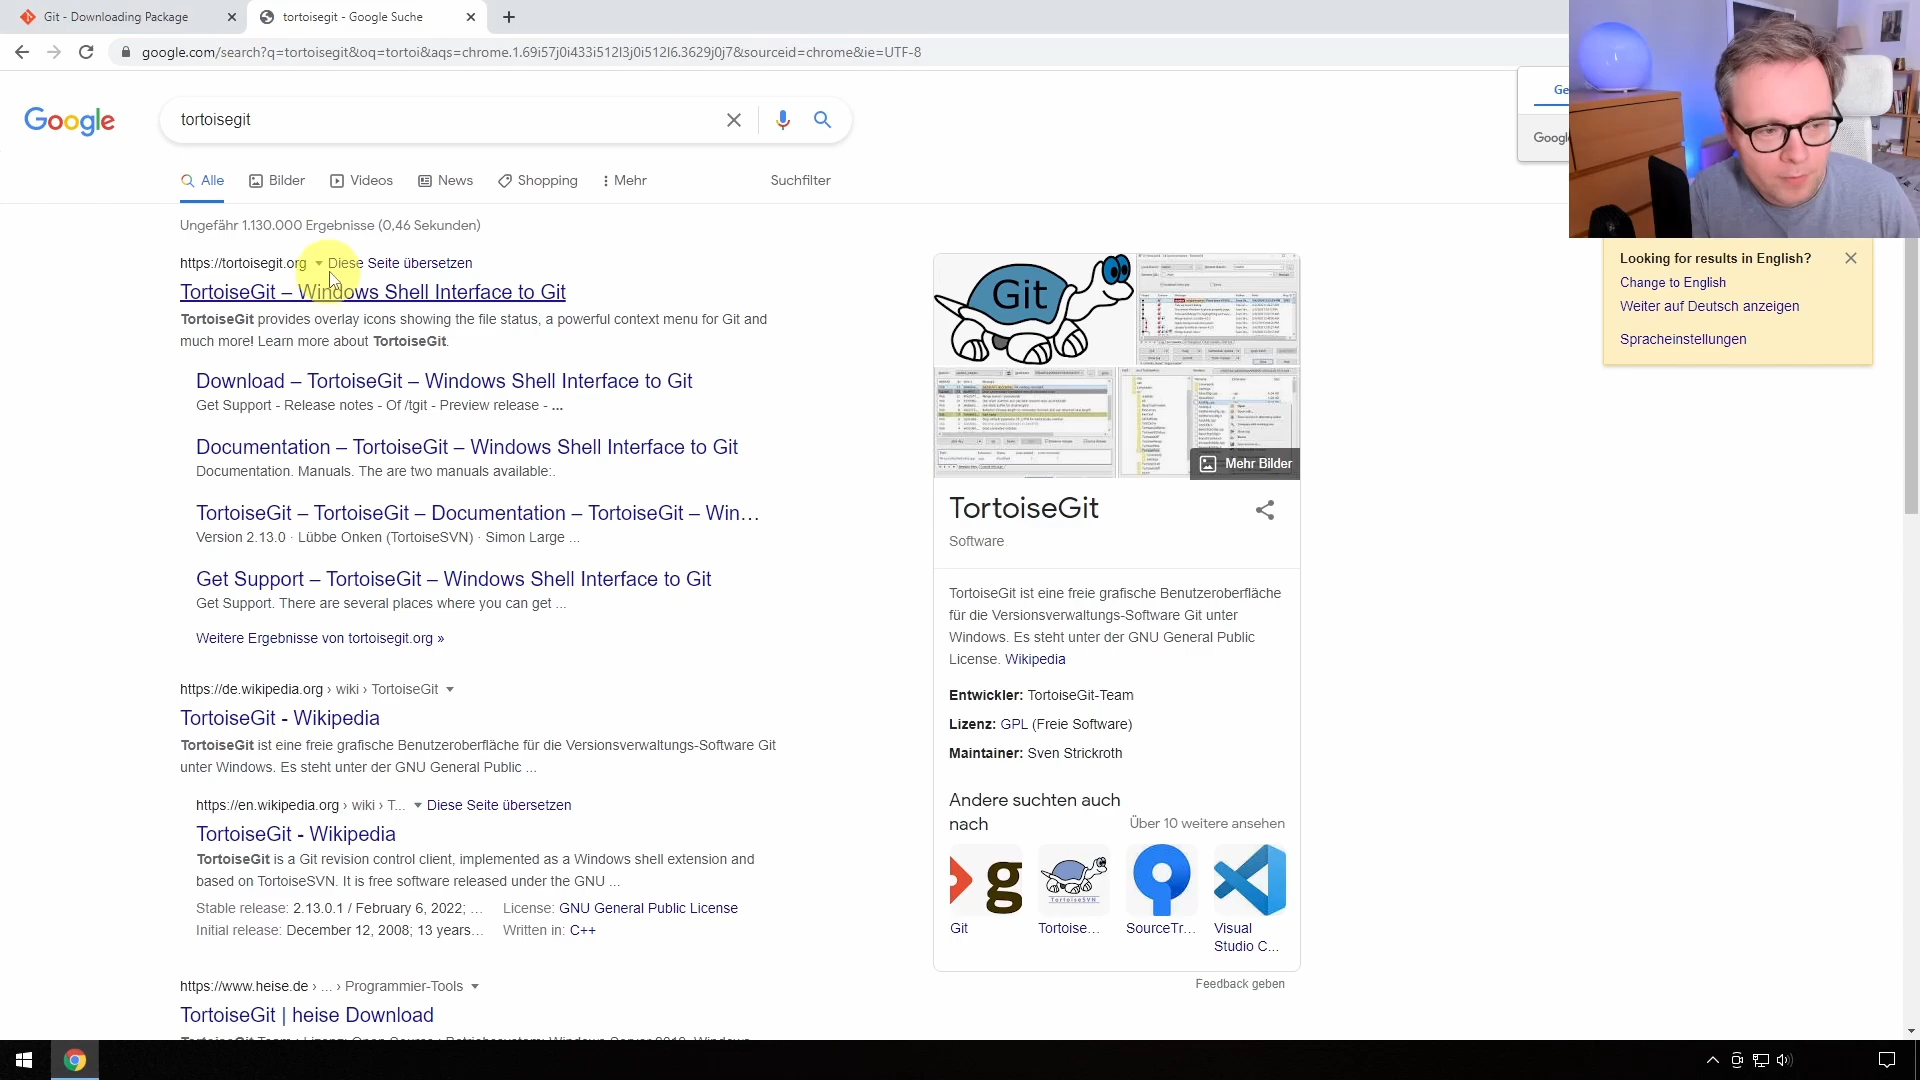 Git - Downloading Package
tortoisegit - Google Suche
google.com/search?q=tortoisegit&oq=tortoi&aqs=chrome.1.69i57j0i433i512l3j0i512l6.3629j0j7&sourceid=chrome&ie=UTF-8
Ge
Google
tortoisegit
Googl
Alle
Bilder
Videos
News
Shopping
Mehr
Suchfilter
Ungefähr 1.130.000 Ergebnisse (0,46 Sekunden)
https://tortoisegit.org Diese Seite übersetzen
TortoiseGit – Windows Shell Interface to Git
TortoiseGit provides overlay icons showing the file status, a powerful context menu for Git and
much more! Learn more about TortoiseGit.
Download – TortoiseGit – Windows Shell Interface to Git
Get Support - Release notes - Of /tgit - Preview release - ...
Documentation – TortoiseGit – Windows Shell Interface to Git
Documentation. Manuals. The are two manuals available:.
TortoiseGit – TortoiseGit – Documentation – TortoiseGit – Win…
Version 2.13.0 · Lübbe Onken (TortoiseSVN) · Simon Large ...
Get Support – TortoiseGit – Windows Shell Interface to Git
Get Support. There are several places where you can get ...
Weitere Ergebnisse von tortoisegit.org »
https://de.wikipedia.org › wiki › TortoiseGit
TortoiseGit - Wikipedia
TortoiseGit ist eine freie grafische Benutzeroberfläche für die Versionsverwaltungs-Software Git
unter Windows. Es steht unter der GNU General Public ...
https://en.wikipedia.org › wiki › T... Diese Seite übersetzen
TortoiseGit - Wikipedia
TortoiseGit is a Git revision control client, implemented as a Windows shell extension and
based on TortoiseSVN. It is free software released under the GNU ...
Stable release: 2.13.0.1 / February 6, 2022; … License: GNU General Public License
Initial release: December 12, 2008; 13 years… Written in: C++
https://www.heise.de › ... › Programmier-Tools
TortoiseGit | heise Download
Git
Mehr Bilder
TortoiseGit
Software
TortoiseGit ist eine freie grafische Benutzeroberfläche
für die Versionsverwaltungs-Software Git unter
Windows. Es steht unter der GNU General Public
License. Wikipedia
Entwickler: TortoiseGit-Team
Lizenz: GPL (Freie Software)
Maintainer: Sven Strickroth
Andere suchten auch
nach
Über 10 weitere ansehen
g
TortoiseSVN
Git
Tortoise…
SourceTr…
Visual
Studio C…
Feedback geben
Looking for results in English?
Change to English
Weiter auf Deutsch anzeigen
Spracheinstellungen